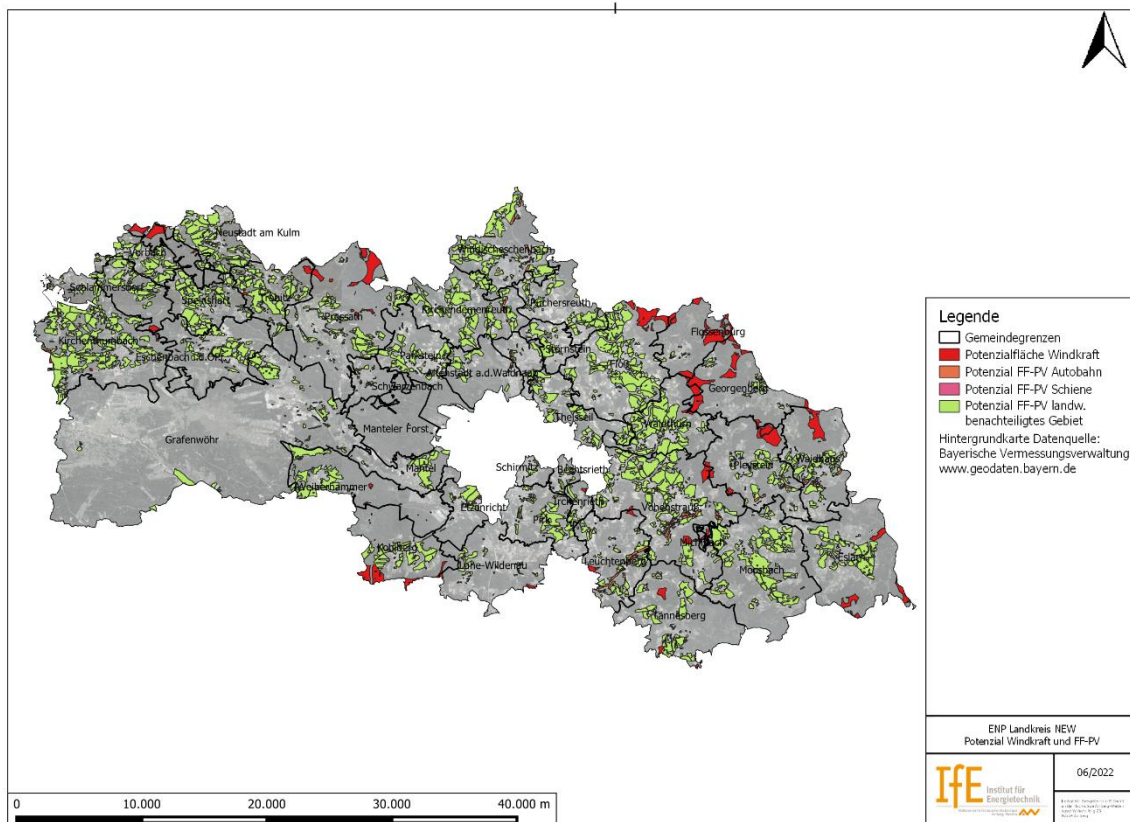 Neustadt am Kulm
Vorbach
Windischeschenbach
Schlammersdorf
Speinshart
Trabitz
Püchersreuth
Kirchendemenreuth
Pressath
Flossenbürg
Kirchenthumbach
Störnstein
Eschenbach i.d.OPf.
Parkstein
Floß
Altenstadt a.d.Waldnaab
Schwarzenbach
Georgenberg
Theisseil
Waldthurn
Manteler Forst
Grafenwöhr
Waidhaus
Mantel
Schirmitz
Bechtsrieth
Pleystein
Weiherhammer
Irchenrieth
Etzenricht
Vohenstrauß
Pirk
Kohlberg
Eslarn
Luhe-Wildenau
Leuchtenberg
Moosbach
Tännesberg
Legende
Gemeindegrenzen
Potenzialfläche Windkraft
Potenzial FF-PV Autobahn
Potenzial FF-PV Schiene
Potenzial FF-PV landw.
benachteiligtes Gebiet
Hintergrundkarte Datenquelle:
Bayerische Vermessungsverwaltung
www.geodaten.bayern.de
ENP Landkreis NEW
Potenzial Windkraft und FF-PV
IfE Institut für
Energietechnik
06/2022
0 10.000 20.000 30.000 40.000 m